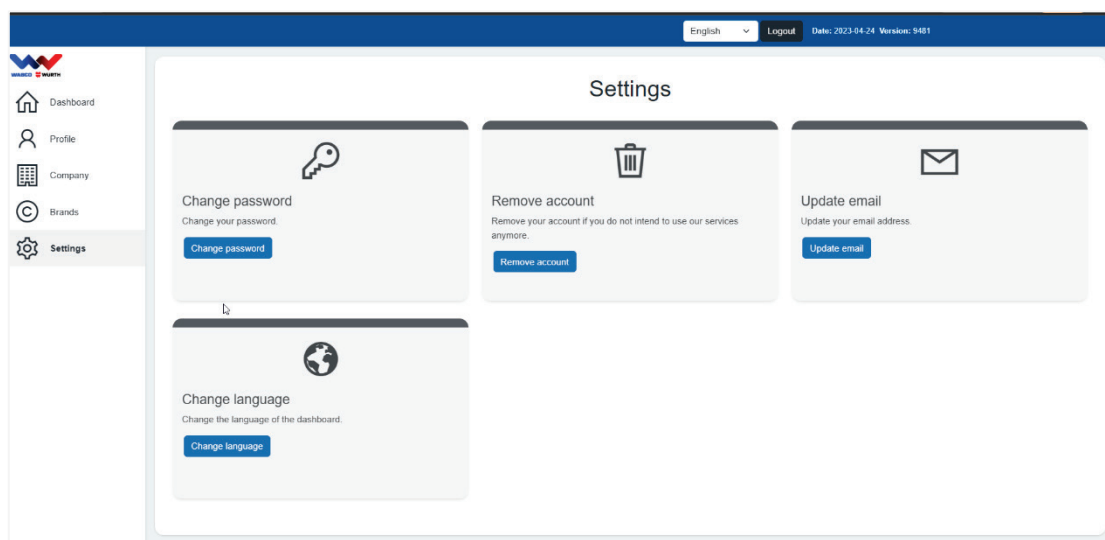 English
Logout
Date: 2023-04-24 Version: 9481
WABCO WURTH
Dashboard
Profile
Company
Brands
Settings
Settings
Change password
Change your password.
Change password
Remove account
Remove your account if you do not intend to use our services
anymore.
Remove account
Update email
Update your email address.
Update email
Change language
Change the language of the dashboard.
Change language